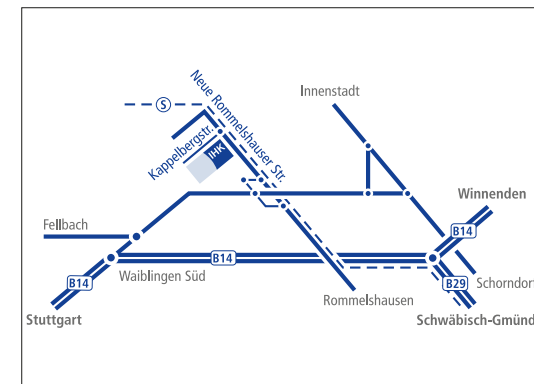 Innenstadt
S
Neue Rommelshauser Str.
Kappelbergstr.
IHK
Winnenden
Fellbach
B14
B14
Waiblingen Süd
B14
B29
Schorndorf
Rommelshausen
Stuttgart
Schwäbisch-Gmünd